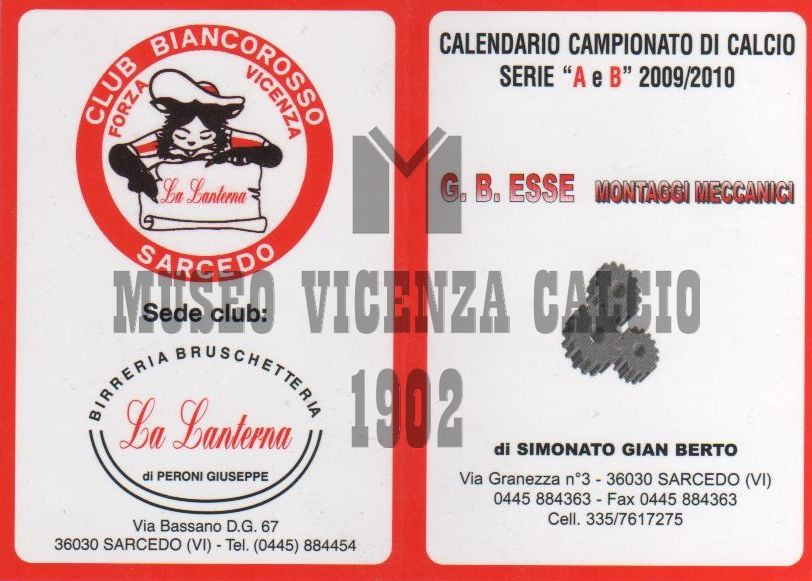 CLUB BIANCOROSSO
FORZA VICENZA
La Lanterna
SARCEDO
Sede club:
BIRRERIA BRUSCHETTERIA
La Lanterna
di PERONI GIUSEPPE
Via Bassano D.G. 67
36030 SARCEDO (VI) - Tel. (0445) 884454
CALENDARIO CAMPIONATO DI CALCIO
SERIE “A e B” 2009/2010
G. B. ESSE MONTAGGI MECCANICI
di SIMONATO GIAN BERTO
Via Granezza n°3 - 36030 SARCEDO (VI)
0445 884363 - Fax 0445 884363
Cell. 335/7617275
M
MUSEO VICENZA CALCIO
1902